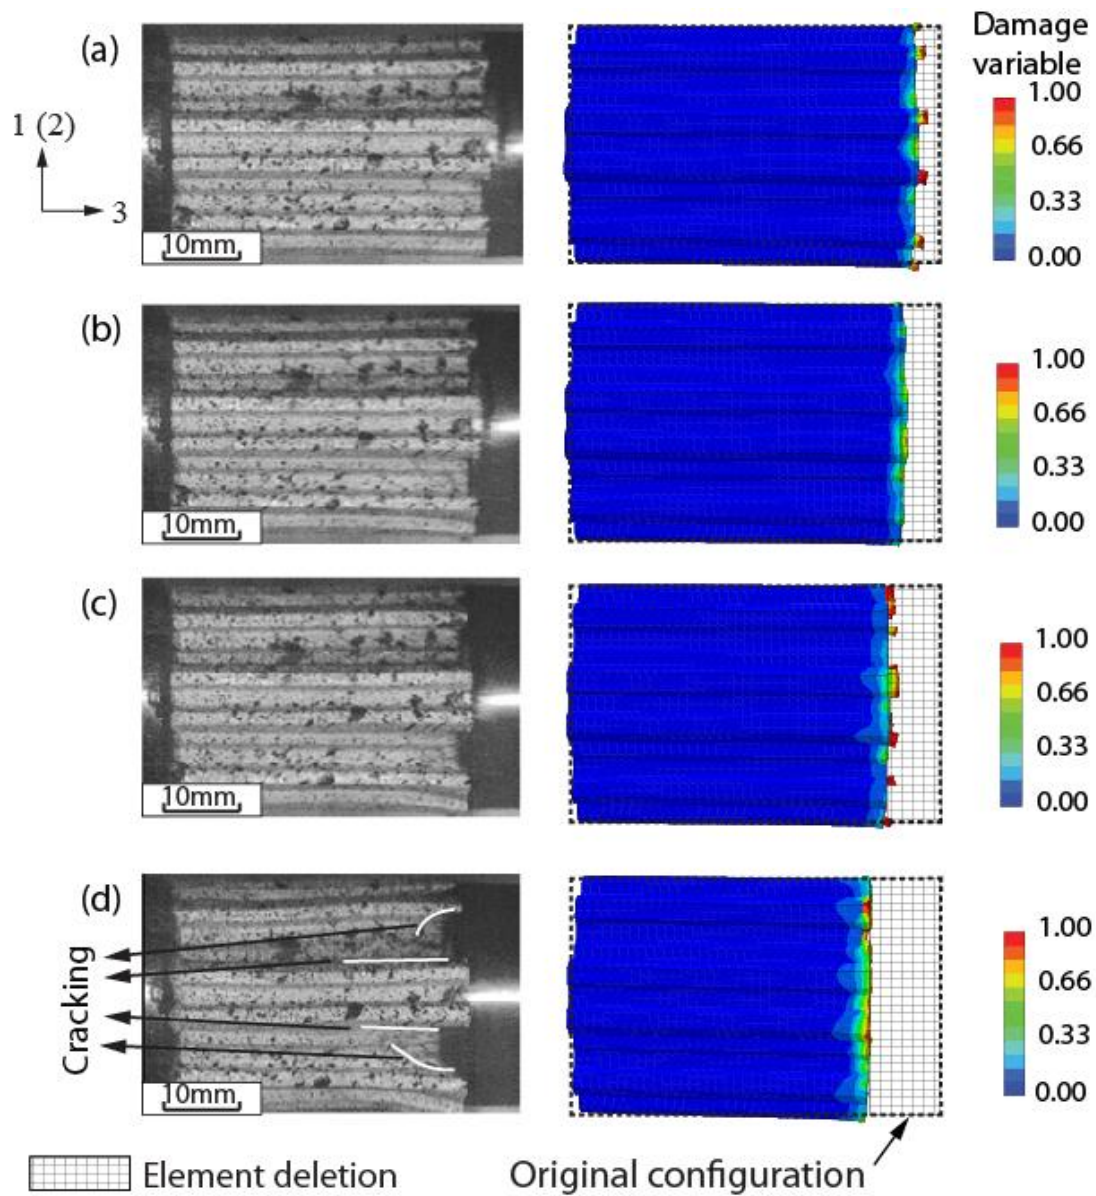 (a)
1 (2)
3
10mm
Damage
variable
1.00
0.66
0.33
0.00
(b)
10mm
1.00
0.66
0.33
0.00
(c)
10mm
1.00
0.66
0.33
0.00
(d)
Cracking
10mm
1.00
0.66
0.33
0.00
Element deletion
Original configuration